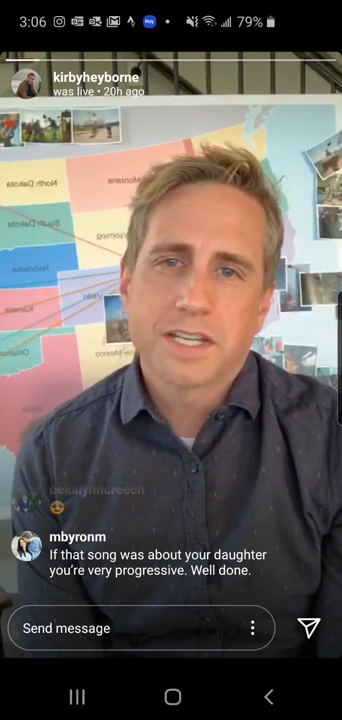 3:06
79%
kirbyheyborne
was live • 20h ago
North Dakota
Montana
South Dakota
Wyoming
Nebraska
Kansas
New Mexico
bekalynncreech
😍
mbyronm
If that song was about your daughter
you're very progressive. Well done.
Send message